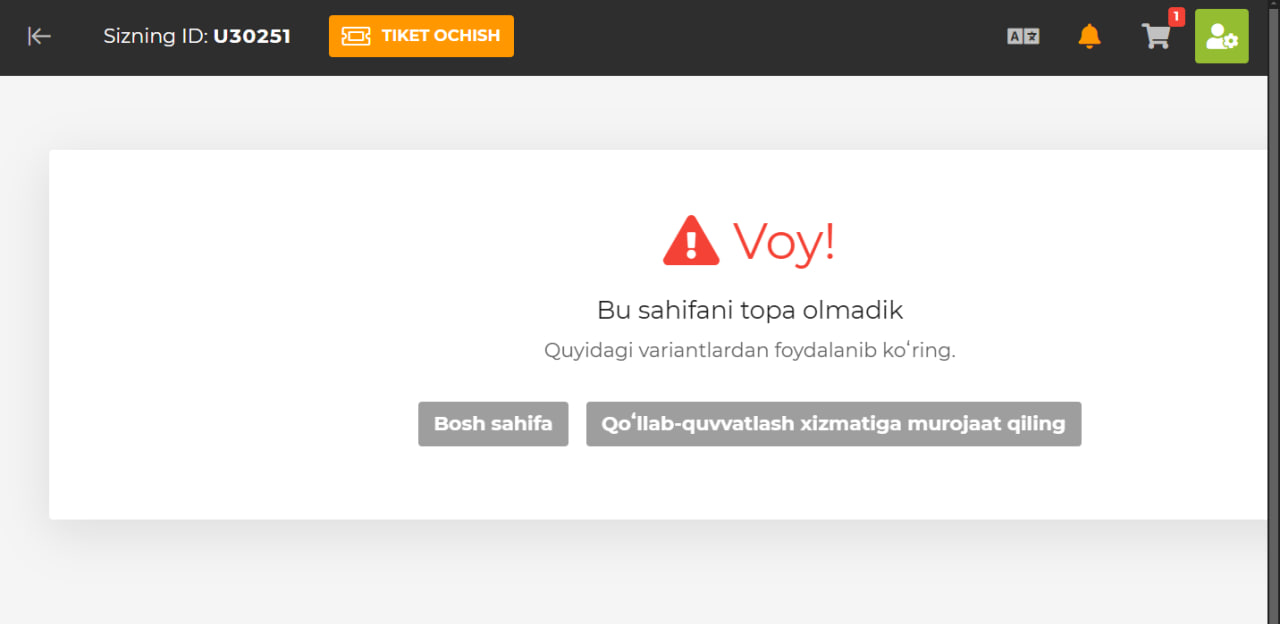 Sizning ID: U30251
TIKET OCHISH
A
1
Voy!
Bu sahifani topa olmadik
Quyidagi variantlardan foydalanib koʻring.
Bosh sahifa
Qoʻllab-quvvatlash xizmatiga murojaat qiling